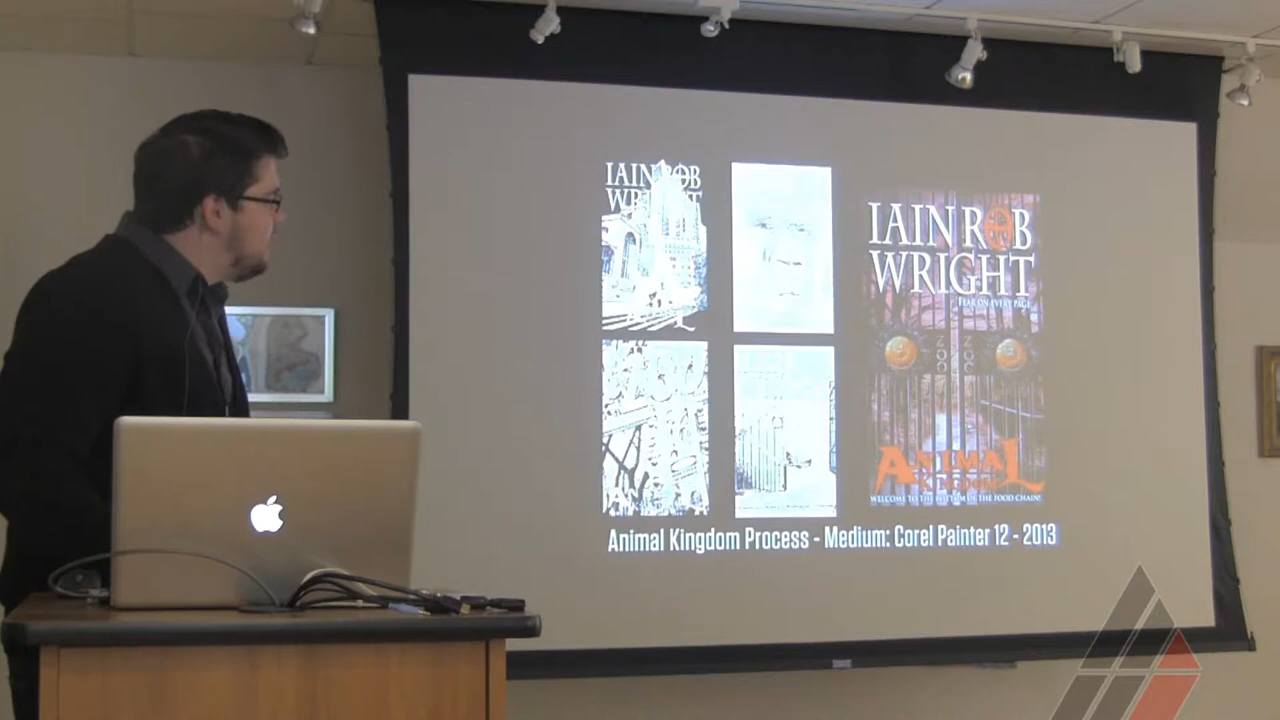 IAIN ROB
WRIGHT
IAIN ROB
WRIGHT
FEAR ON EVERY PAGE
ZOO
ZOO
ANIMAL
KINGDOM
WELCOME TO THE BOTTOM OF THE FOOD CHAIN!
Animal Kingdom Process - Medium: Corel Painter 12 - 2013